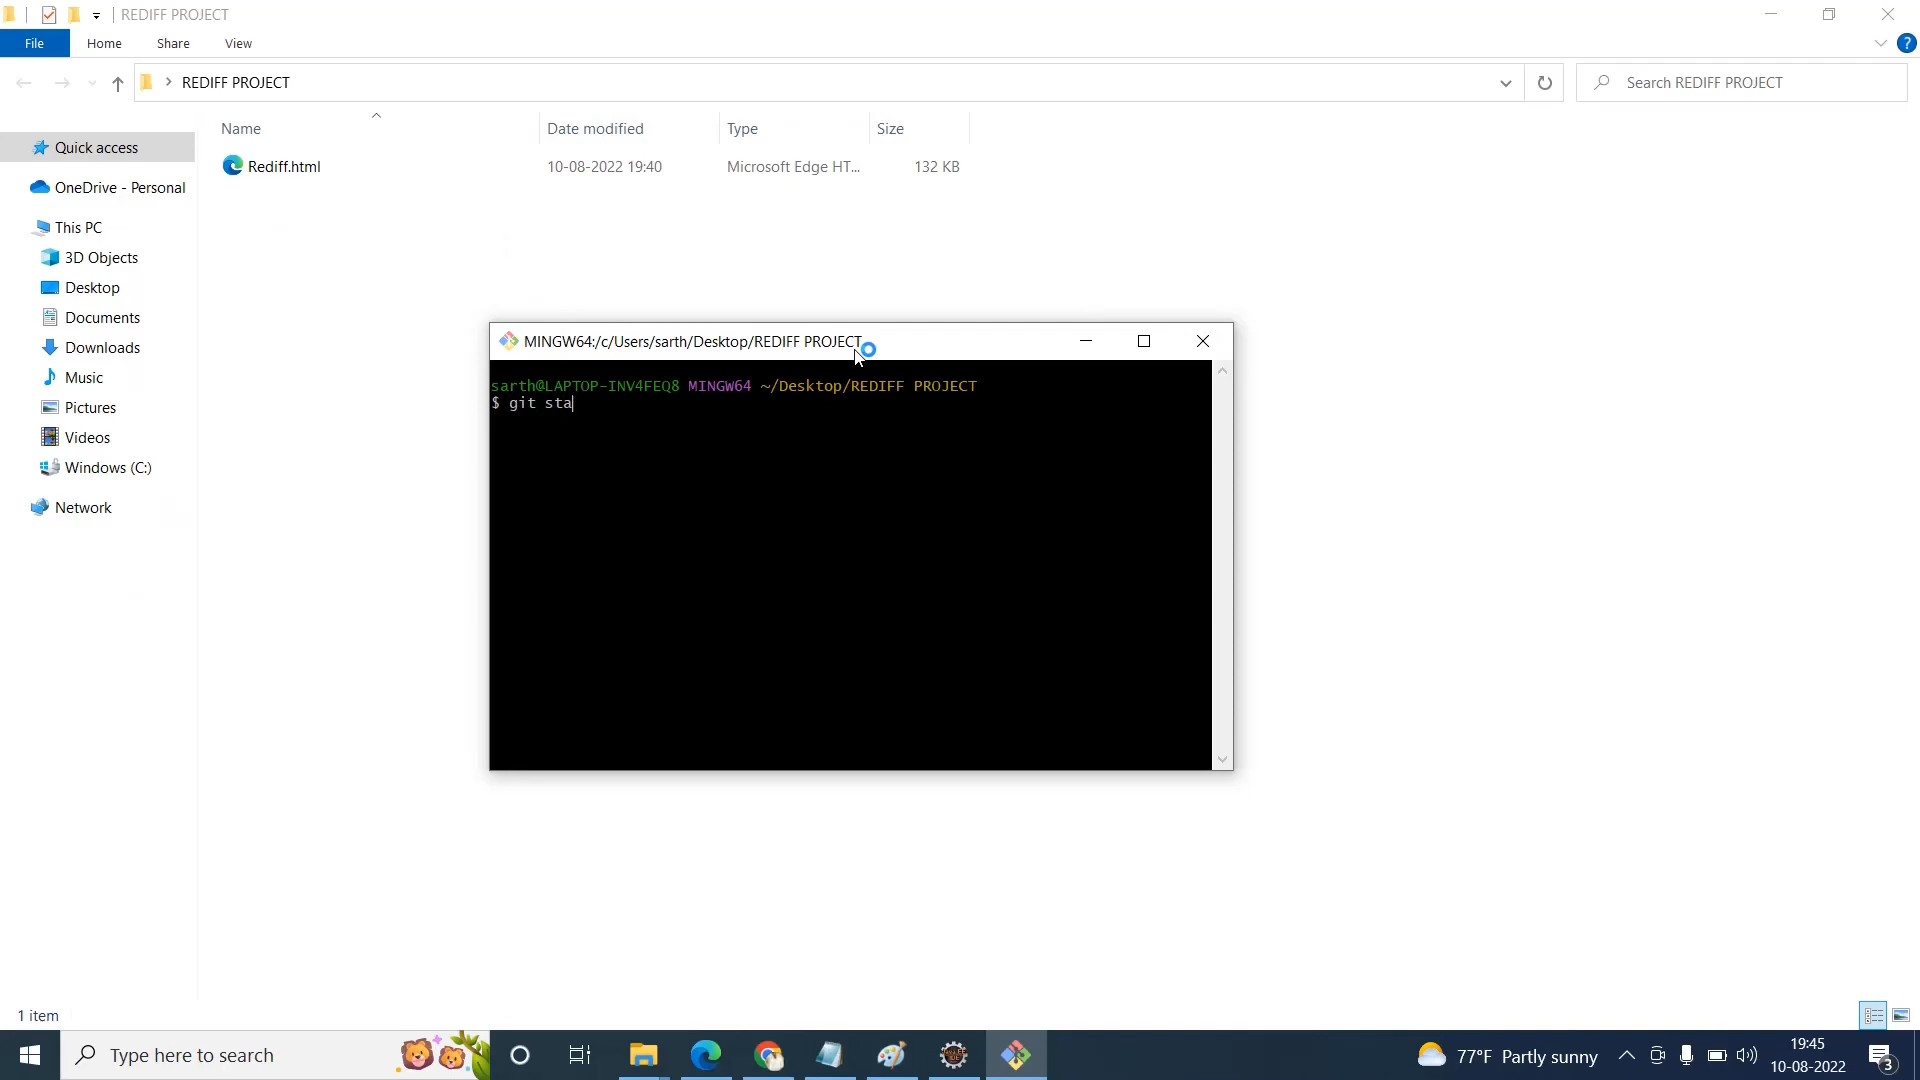 REDIFF PROJECT
File Home Share View
REDIFF PROJECT
Search REDIFF PROJECT
Name Date modified Type Size
Rediff.html 10-08-2022 19:40 Microsoft Edge HT... 132 KB
Quick access
OneDrive - Personal
This PC
3D Objects
Desktop
Documents
Downloads
Music
Pictures
Videos
Windows (C:)
Network
MINGW64:/c/Users/sarth/Desktop/REDIFF PROJECT
sarth@LAPTOP-INV4FEQ8 MINGW64 ~/Desktop/REDIFF PROJECT
$ git sta
1 item
Type here to search
77°F Partly sunny
19:45
10-08-2022
3